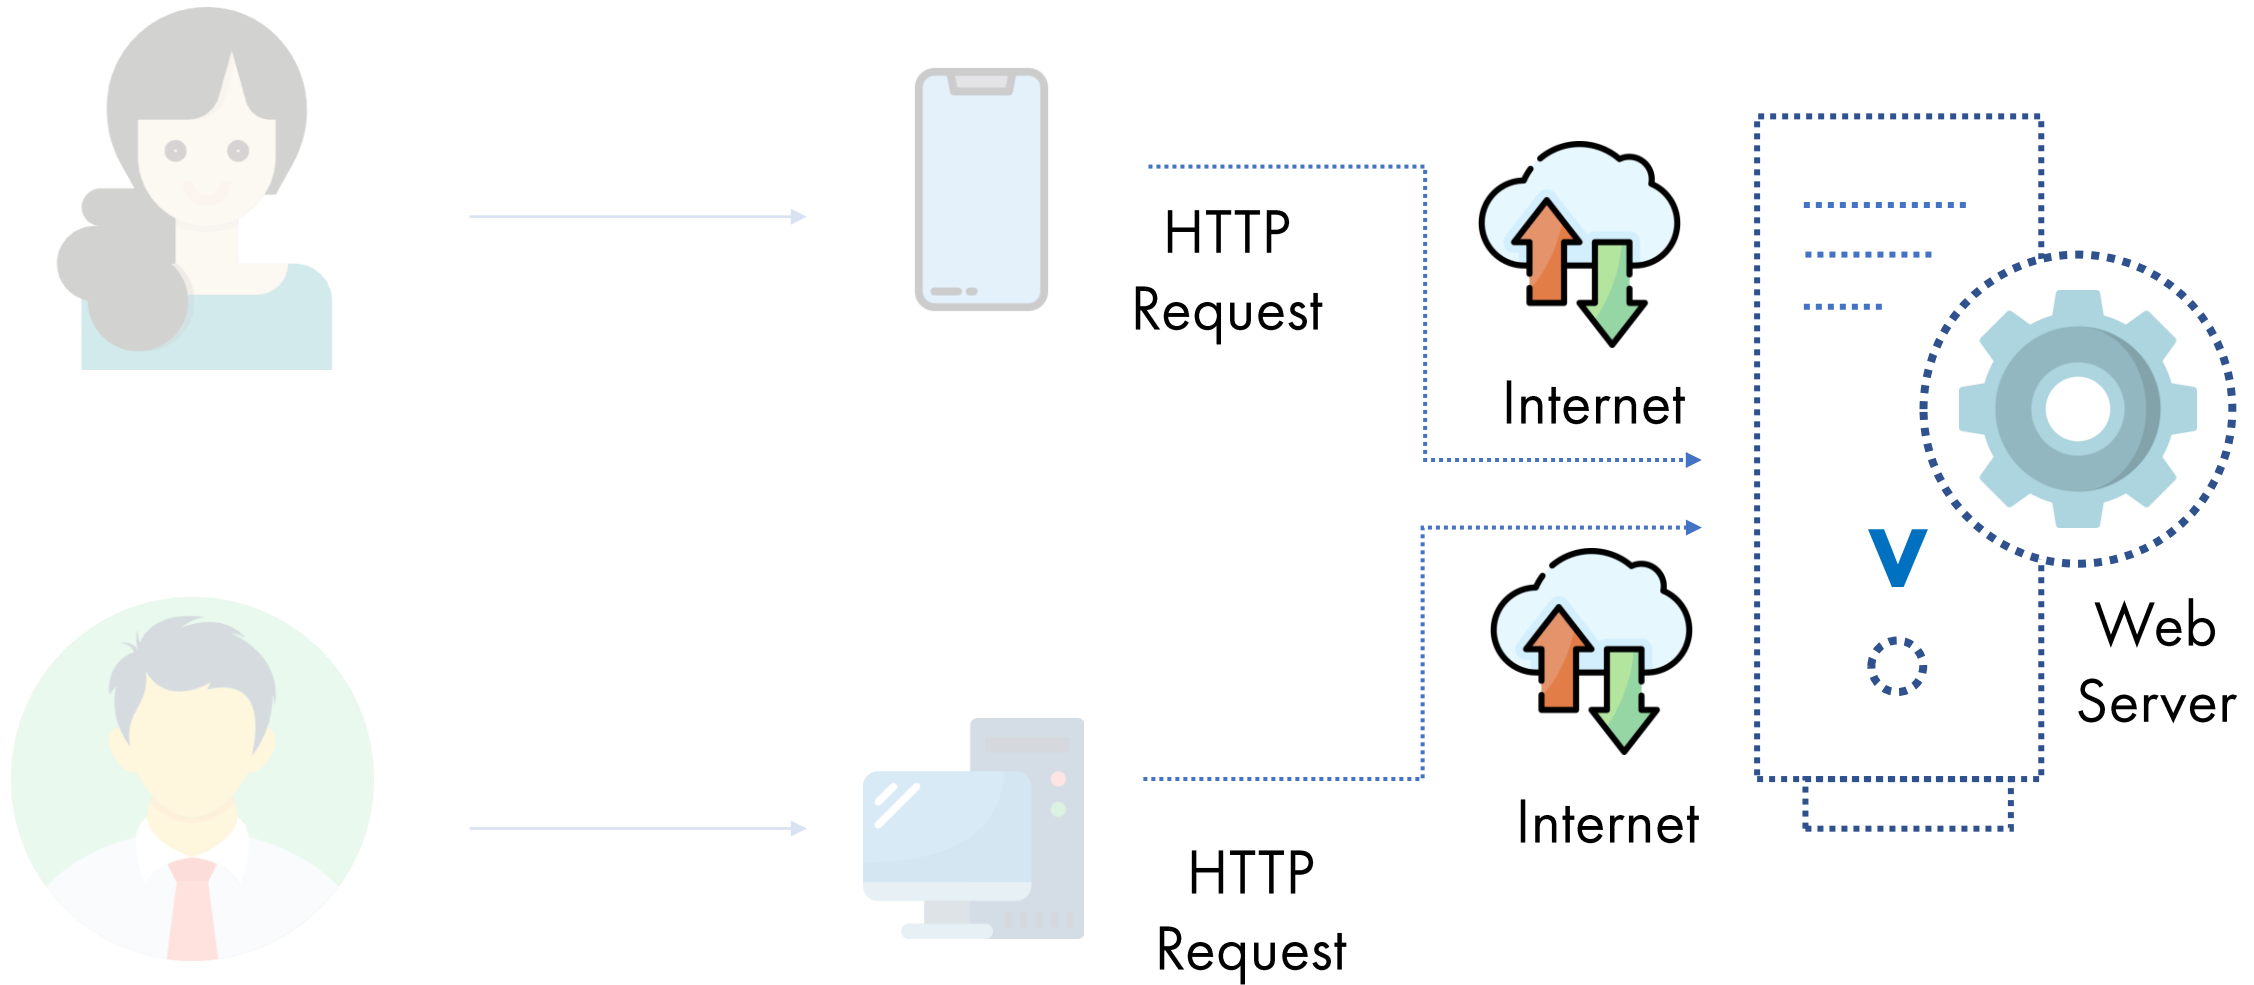 HTTP
Request
Internet
V
Web
Server
Internet
HTTP
Request